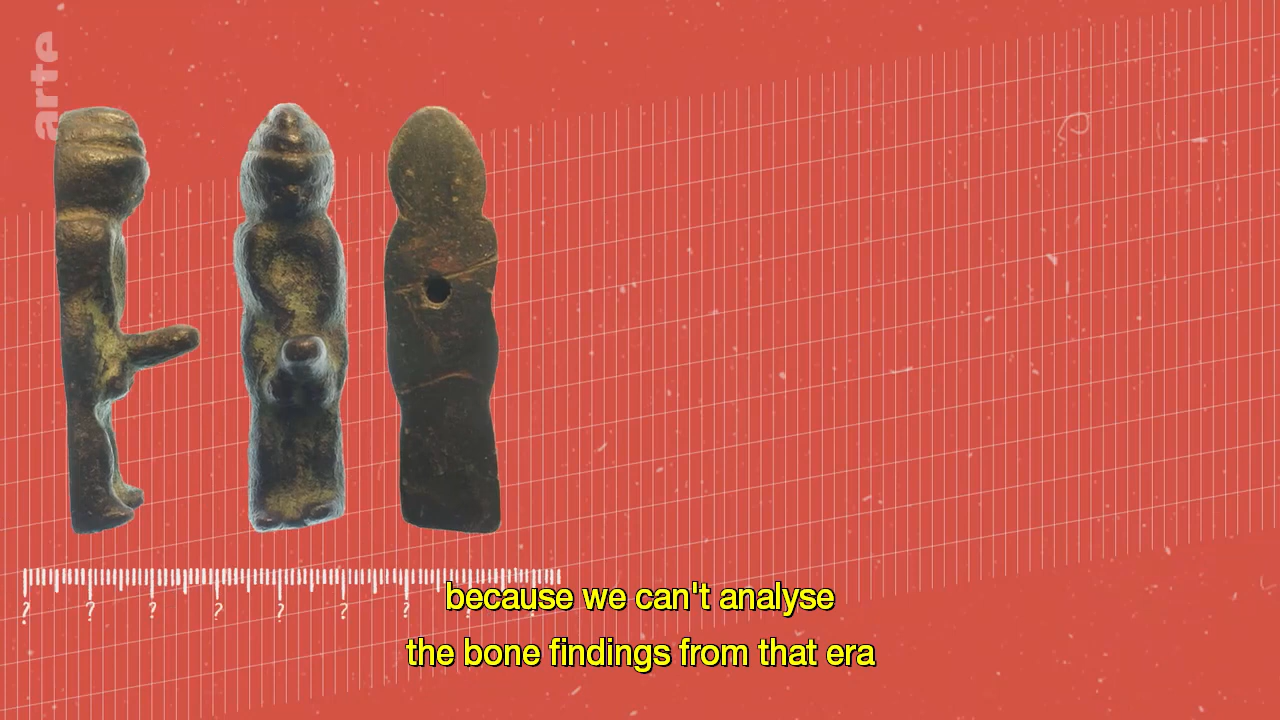 arte
? ? ? ? ? ? ? ? ?
because we can't analyse
the bone findings from that era